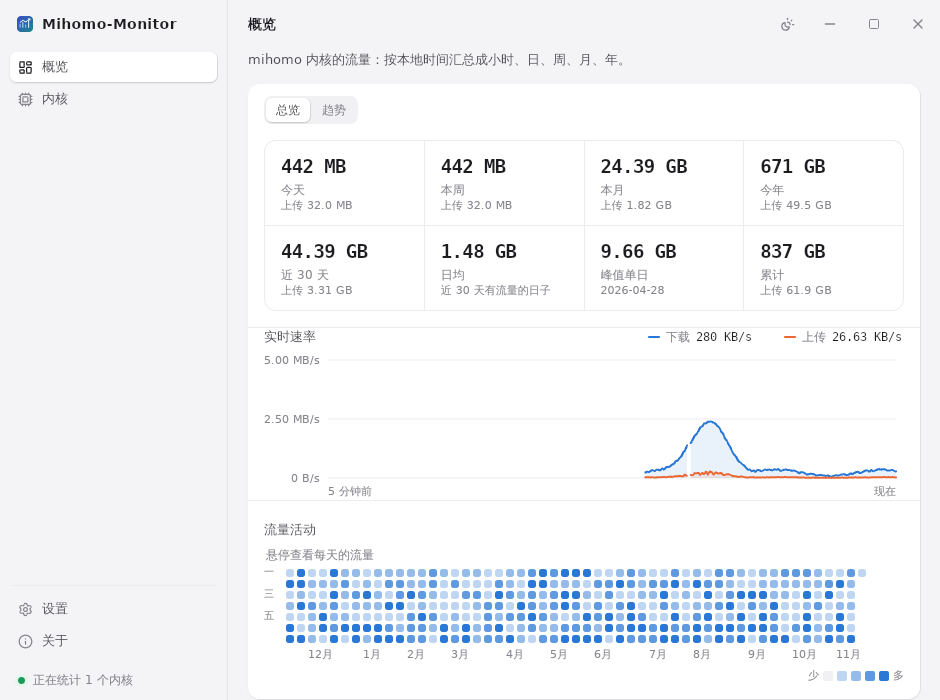 Mihomo-Monitor
概览
内核
设置
关于
正在统计 1 个内核
概览
mihomo 内核的流量：按本地时间汇总成小时、日、周、月、年。
总览 趋势
442 MB 442 MB 24.39 GB 671 GB
今天 本周 本月 今年
上传 32.0 MB 上传 32.0 MB 上传 1.82 GB 上传 49.5 GB
44.39 GB 1.48 GB 9.66 GB 837 GB
近 30 天 日均 峰值单日 累计
上传 3.31 GB 近 30 天有流量的日子 2026-04-28 上传 61.9 GB
实时速率 下载 280 KB/s 上传 26.63 KB/s
5.00 MB/s
2.50 MB/s
0 B/s
5 分钟前 现在
流量活动
悬停查看每天的流量
一
三
五
12月 1月 2月 3月 4月 5月 6月 7月 8月 9月 10月 11月
少 多